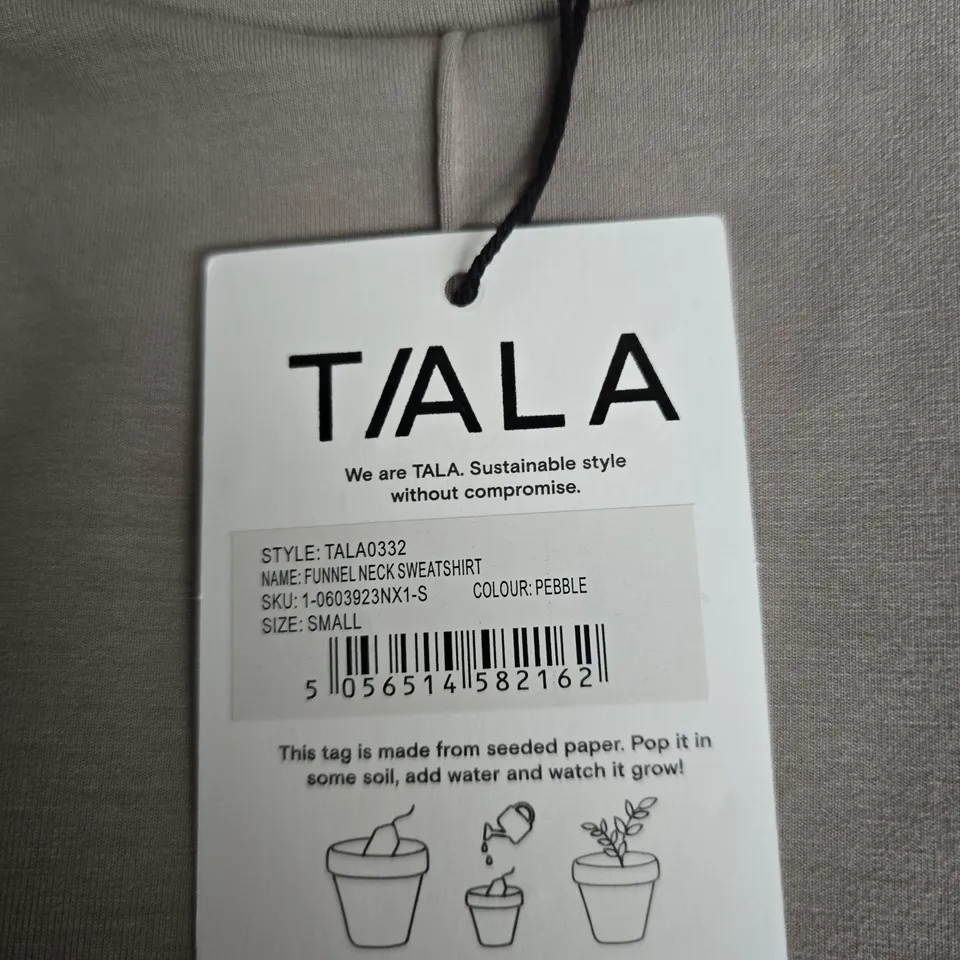 TALA
We are TALA. Sustainable style
without compromise.
STYLE: TALA0332
NAME: FUNNEL NECK SWEATSHIRT
SKU: 1-0603923NX1-S COLOUR: PEBBLE
SIZE: SMALL
5 056514 582162
This tag is made from seeded paper. Pop it in
some soil, add water and watch it grow!